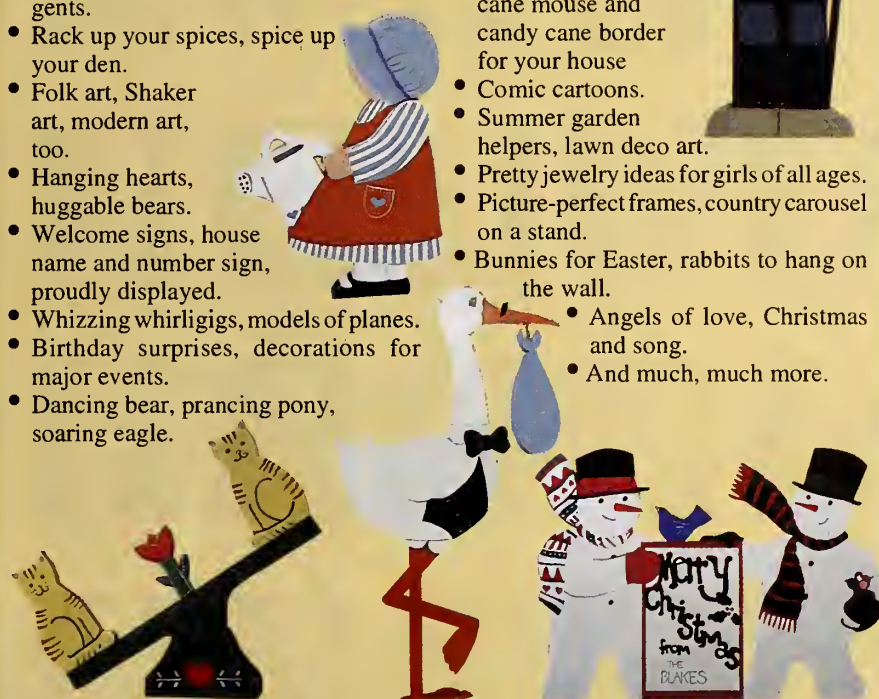 gents.
• Rack up your spices, spice up
your den.
• Folk art, Shaker
art, modern art,
too.
• Hanging hearts,
huggable bears.
• Welcome signs, house
name and number sign,
proudly displayed.
• Whizzing whirligigs, models of planes.
• Birthday surprises, decorations for
major events.
• Dancing bear, prancing pony,
soaring eagle.
cane mouse and
candy cane border
for your house
• Comic cartoons.
• Summer garden
helpers, lawn deco art.
• Pretty jewelry ideas for girls of all ages.
• Picture-perfect frames, country carousel
on a stand.
• Bunnies for Easter, rabbits to hang on
the wall.
• Angels of love, Christmas
and song.
• And much, much more.
Merry
Christmas
from
THE
BLAKES